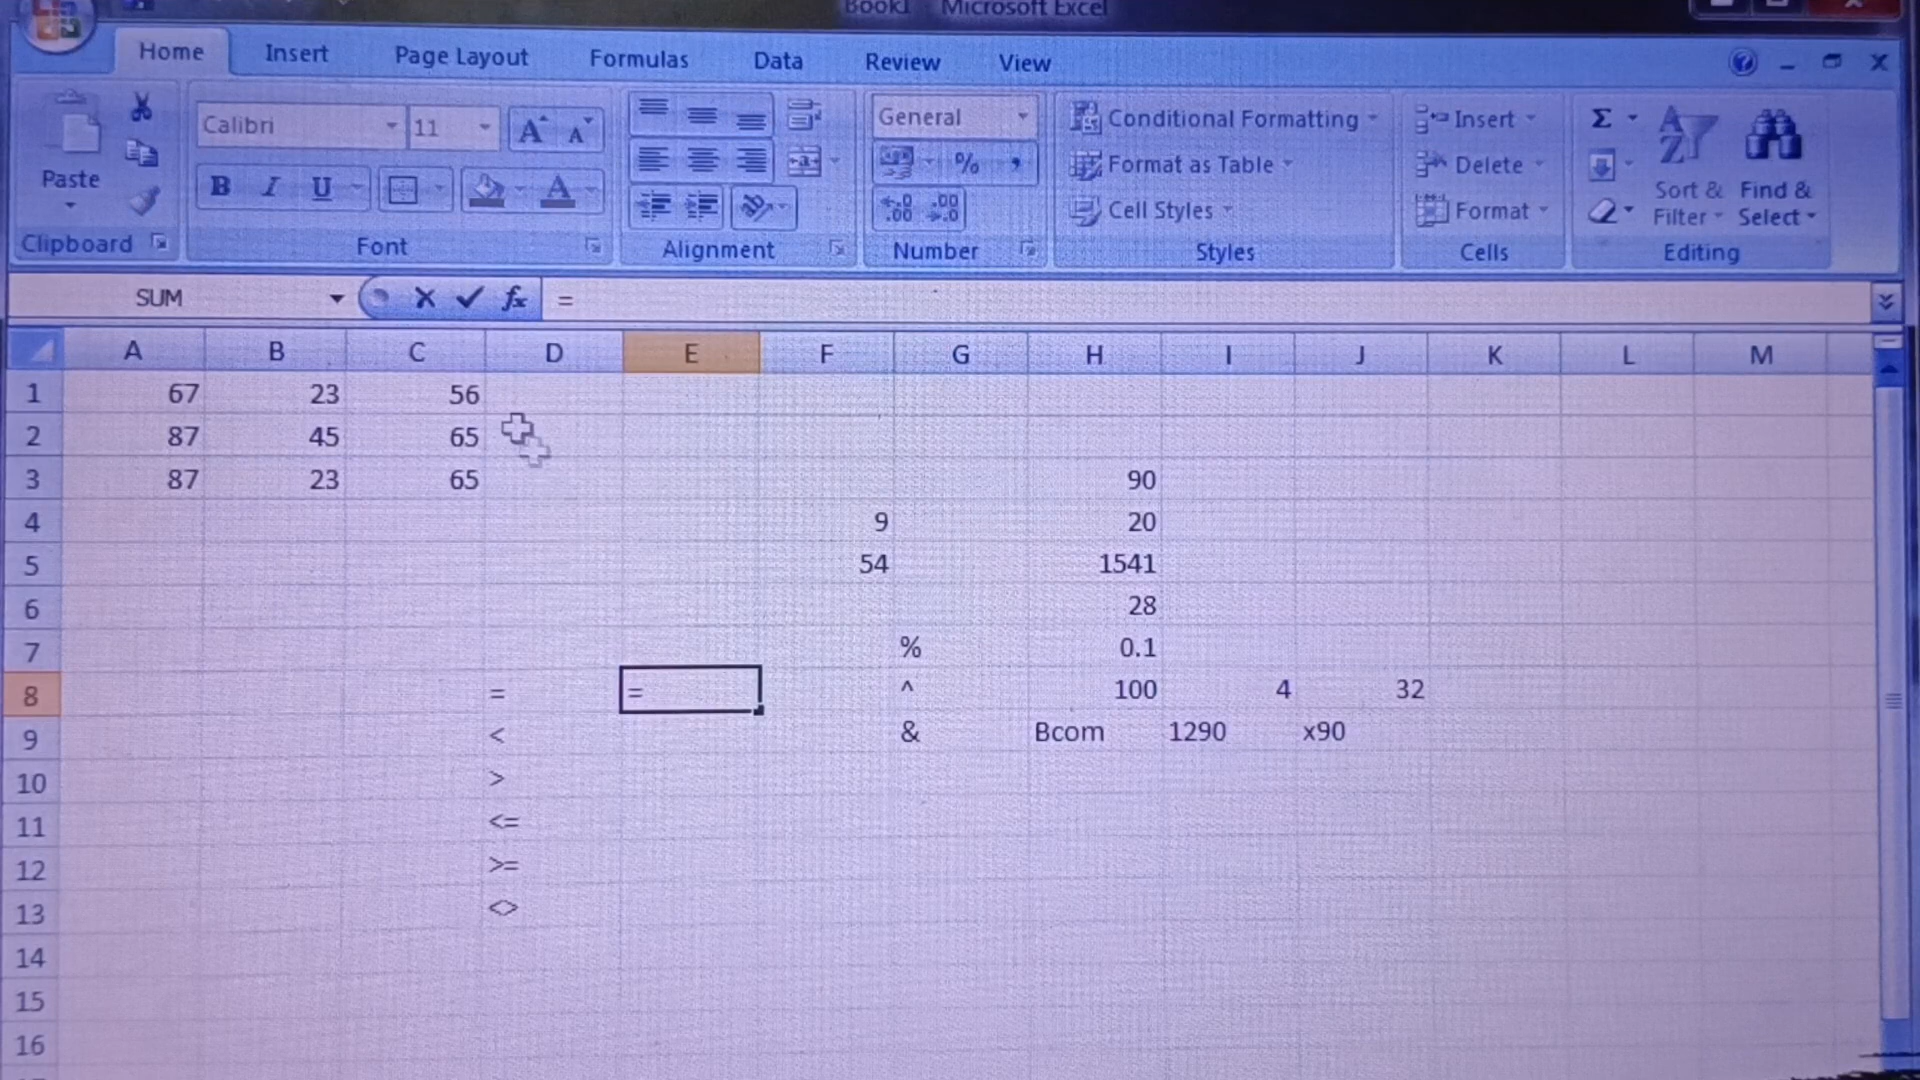 Book1 - Microsoft Excel
Home Insert Page Layout Formulas Data Review View
Calibri 11 General Conditional Formatting Insert Σ
Paste % , Format as Table Delete Sort & Find &
B I U A Cell Styles Format Filter Select
Clipboard Font Alignment Number Styles Cells Editing
SUM fx =
A B C D E F G H I J K L M
1 67 23 56
2 87 45 65
3 87 23 65 90
4 9 20
5 54 1541
6 28
7 % 0.1
8 = = ^ 100 4 32
9 < & Bcom 1290 x90
10 >
11 <=
12 >=
13 <>
14
15
16